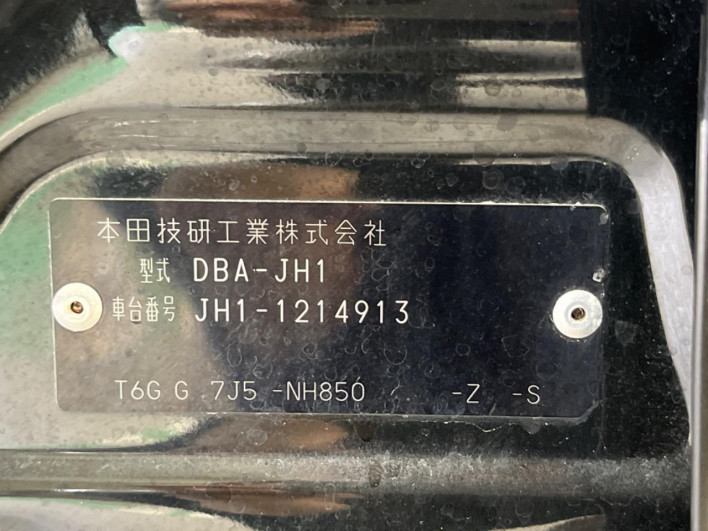 本田技研工業株式会社
型式 DBA-JH1
車台番号 JH1-1214913
T6G G 7J5 -NH850 -Z -S